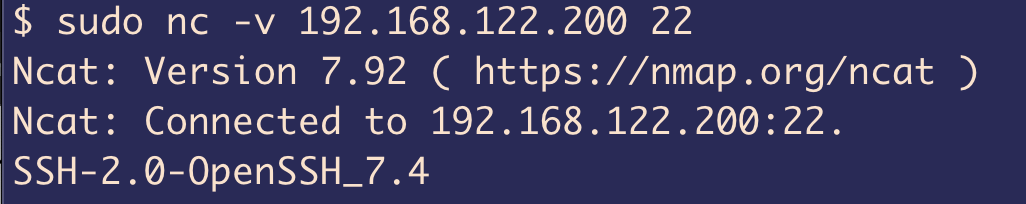 $ sudo nc -v 192.168.122.200 22
Ncat: Version 7.92 ( https://nmap.org/ncat )
Ncat: Connected to 192.168.122.200:22.
SSH-2.0-OpenSSH_7.4